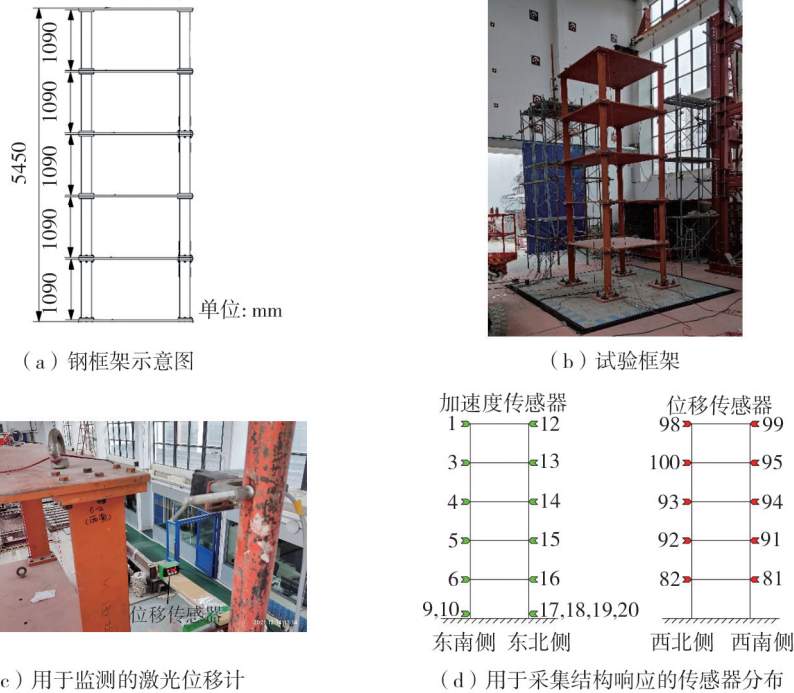 1090
1090
1090
1090
1090
5450
单位: mm
（a）钢框架示意图
（b）试验框架
位移传感器
c）用于监测的激光位移计
加速度传感器
1 12
3 13
4 14
5 15
6 16
9,10 17,18,19,20
东南侧 东北侧
位移传感器
98 99
100 95
93 94
92 91
82 81
西北侧 西南侧
（d）用于采集结构响应的传感器分布